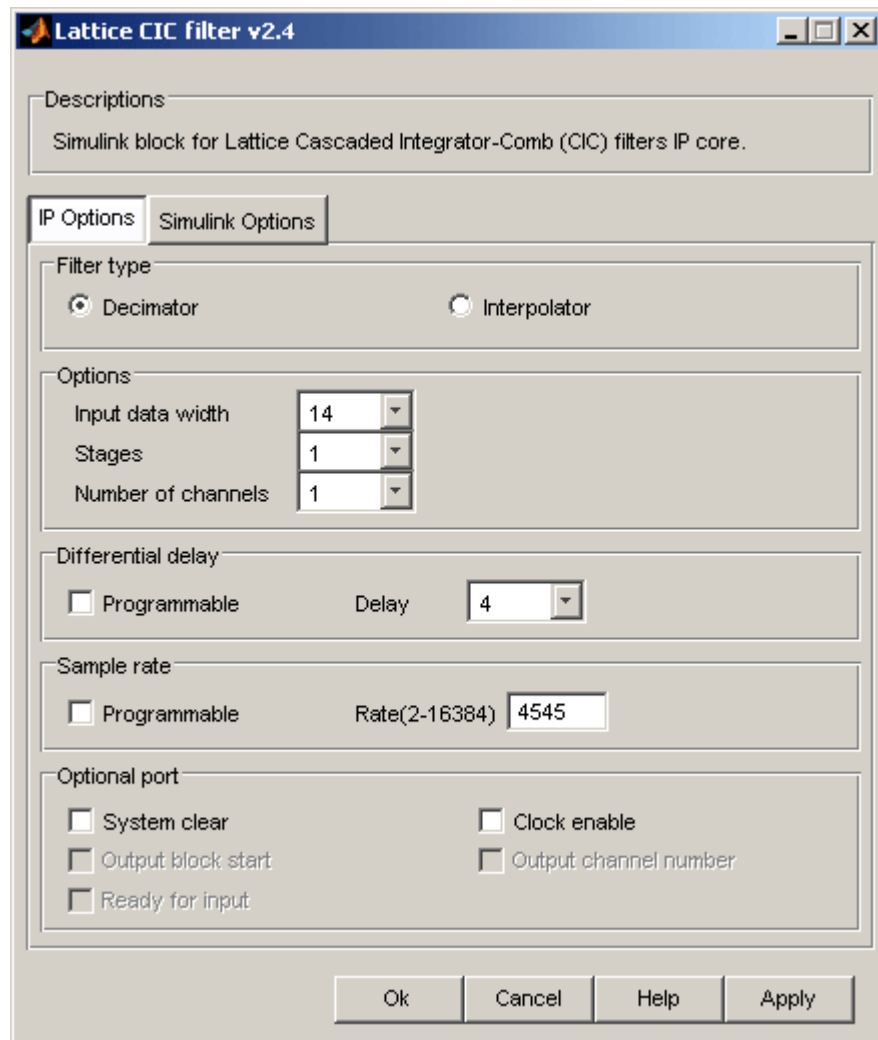 Lattice CIC filter v2.4
Descriptions
Simulink block for Lattice Cascaded Integrator-Comb (CIC) filters IP core.
IP Options Simulink Options
Filter type
Decimator Interpolator
Options
Input data width 14
Stages 1
Number of channels 1
Differential delay
Programmable Delay 4
Sample rate
Programmable Rate(2-16384) 4545
Optional port
System clear Clock enable
Output block start Output channel number
Ready for input
Ok Cancel Help Apply